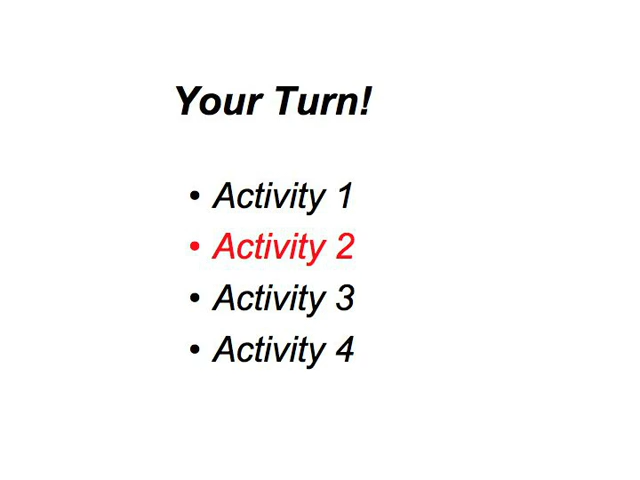 Your Turn!
• Activity 1
• Activity 2
• Activity 3
• Activity 4